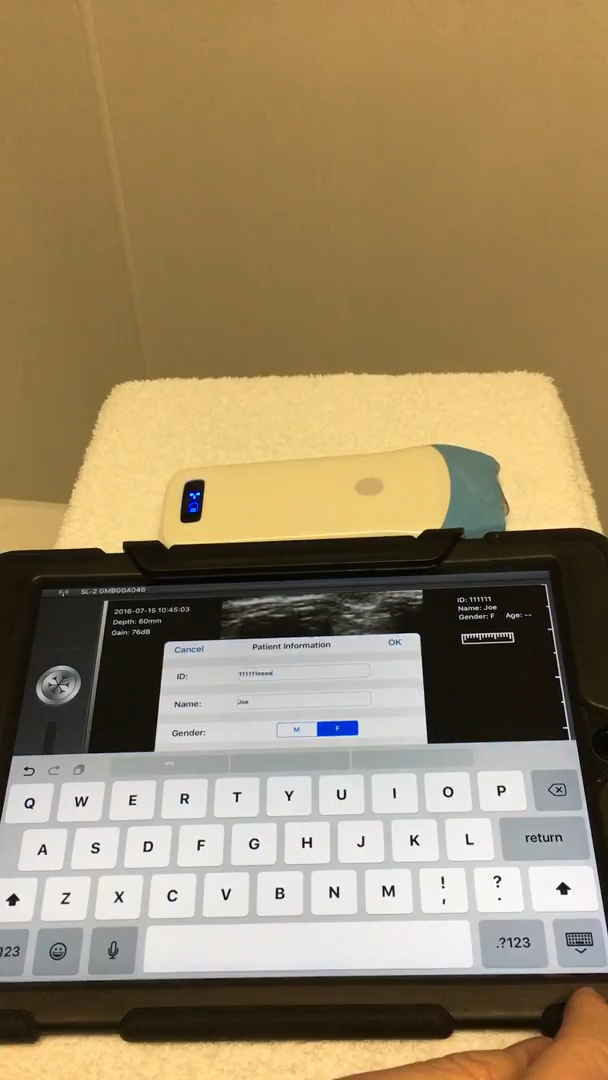 SL-2 GMBGGA046
2016-07-15 10:45:03
Depth: 60mm
Gain: 76dB
ID: 111111
Name: Joe
Gender: F Age: --
Cancel Patient Information OK
ID: 111111eeee
Name: Joe
Gender: M F
Q W E R T Y U I O P
A S D F G H J K L return
Z X C V B N M ! , ? .
123 .?123